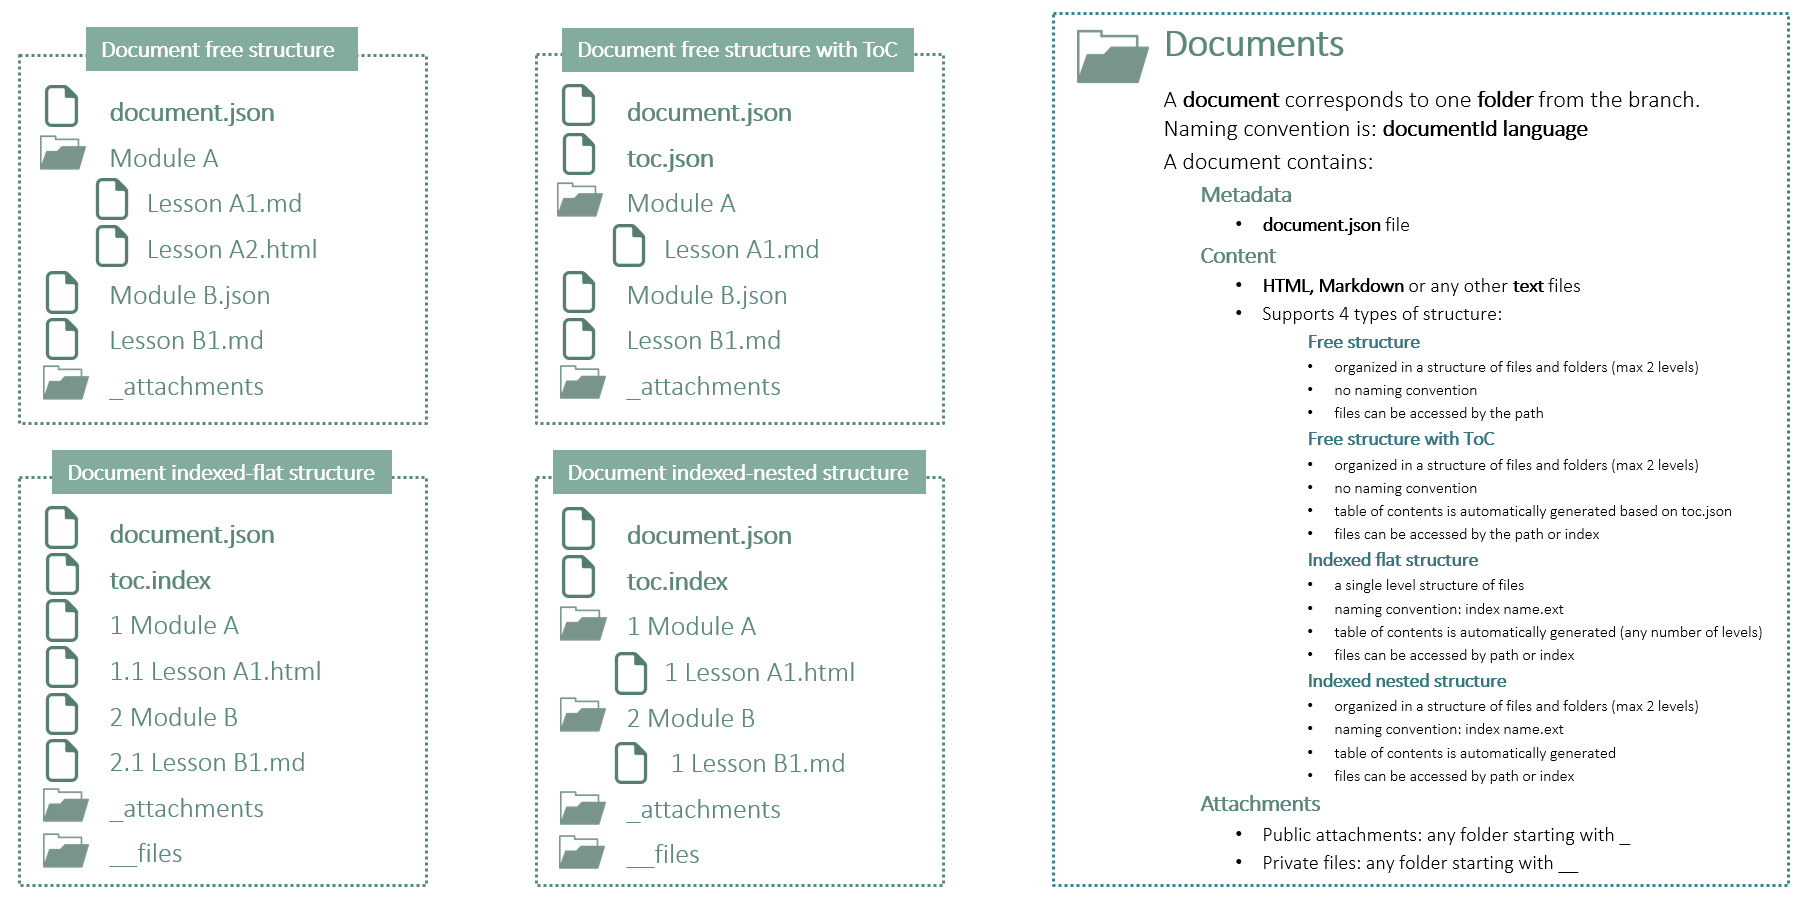 Document free structure
document.json
Module A
Lesson A1.md
Lesson A2.html
Module B.json
Lesson B1.md
_attachments
Document free structure with ToC
document.json
toc.json
Module A
Lesson A1.md
Module B.json
Lesson B1.md
_attachments
Document indexed-flat structure
document.json
toc.index
1 Module A
1.1 Lesson A1.html
2 Module B
2.1 Lesson B1.md
_attachments
__files
Document indexed-nested structure
document.json
toc.index
1 Module A
1 Lesson A1.html
2 Module B
1 Lesson B1.md
_attachments
__files
Documents
A document corresponds to one folder from the branch.
Naming convention is: documentId language
A document contains:
Metadata
• document.json file
Content
• HTML, Markdown or any other text files
• Supports 4 types of structure:
Free structure
• organized in a structure of files and folders (max 2 levels)
• no naming convention
• files can be accessed by the path
Free structure with ToC
• organized in a structure of files and folders (max 2 levels)
• no naming convention
• table of contents is automatically generated based on toc.json
• files can be accessed by the path or index
Indexed flat structure
• a single level structure of files
• naming convention: index name.ext
• table of contents is automatically generated (any number of levels)
• files can be accessed by path or index
Indexed nested structure
• organized in a structure of files and folders (max 2 levels)
• naming convention: index name.ext
• table of contents is automatically generated
• files can be accessed by path or index
Attachments
• Public attachments: any folder starting with _
• Private files: any folder starting with __